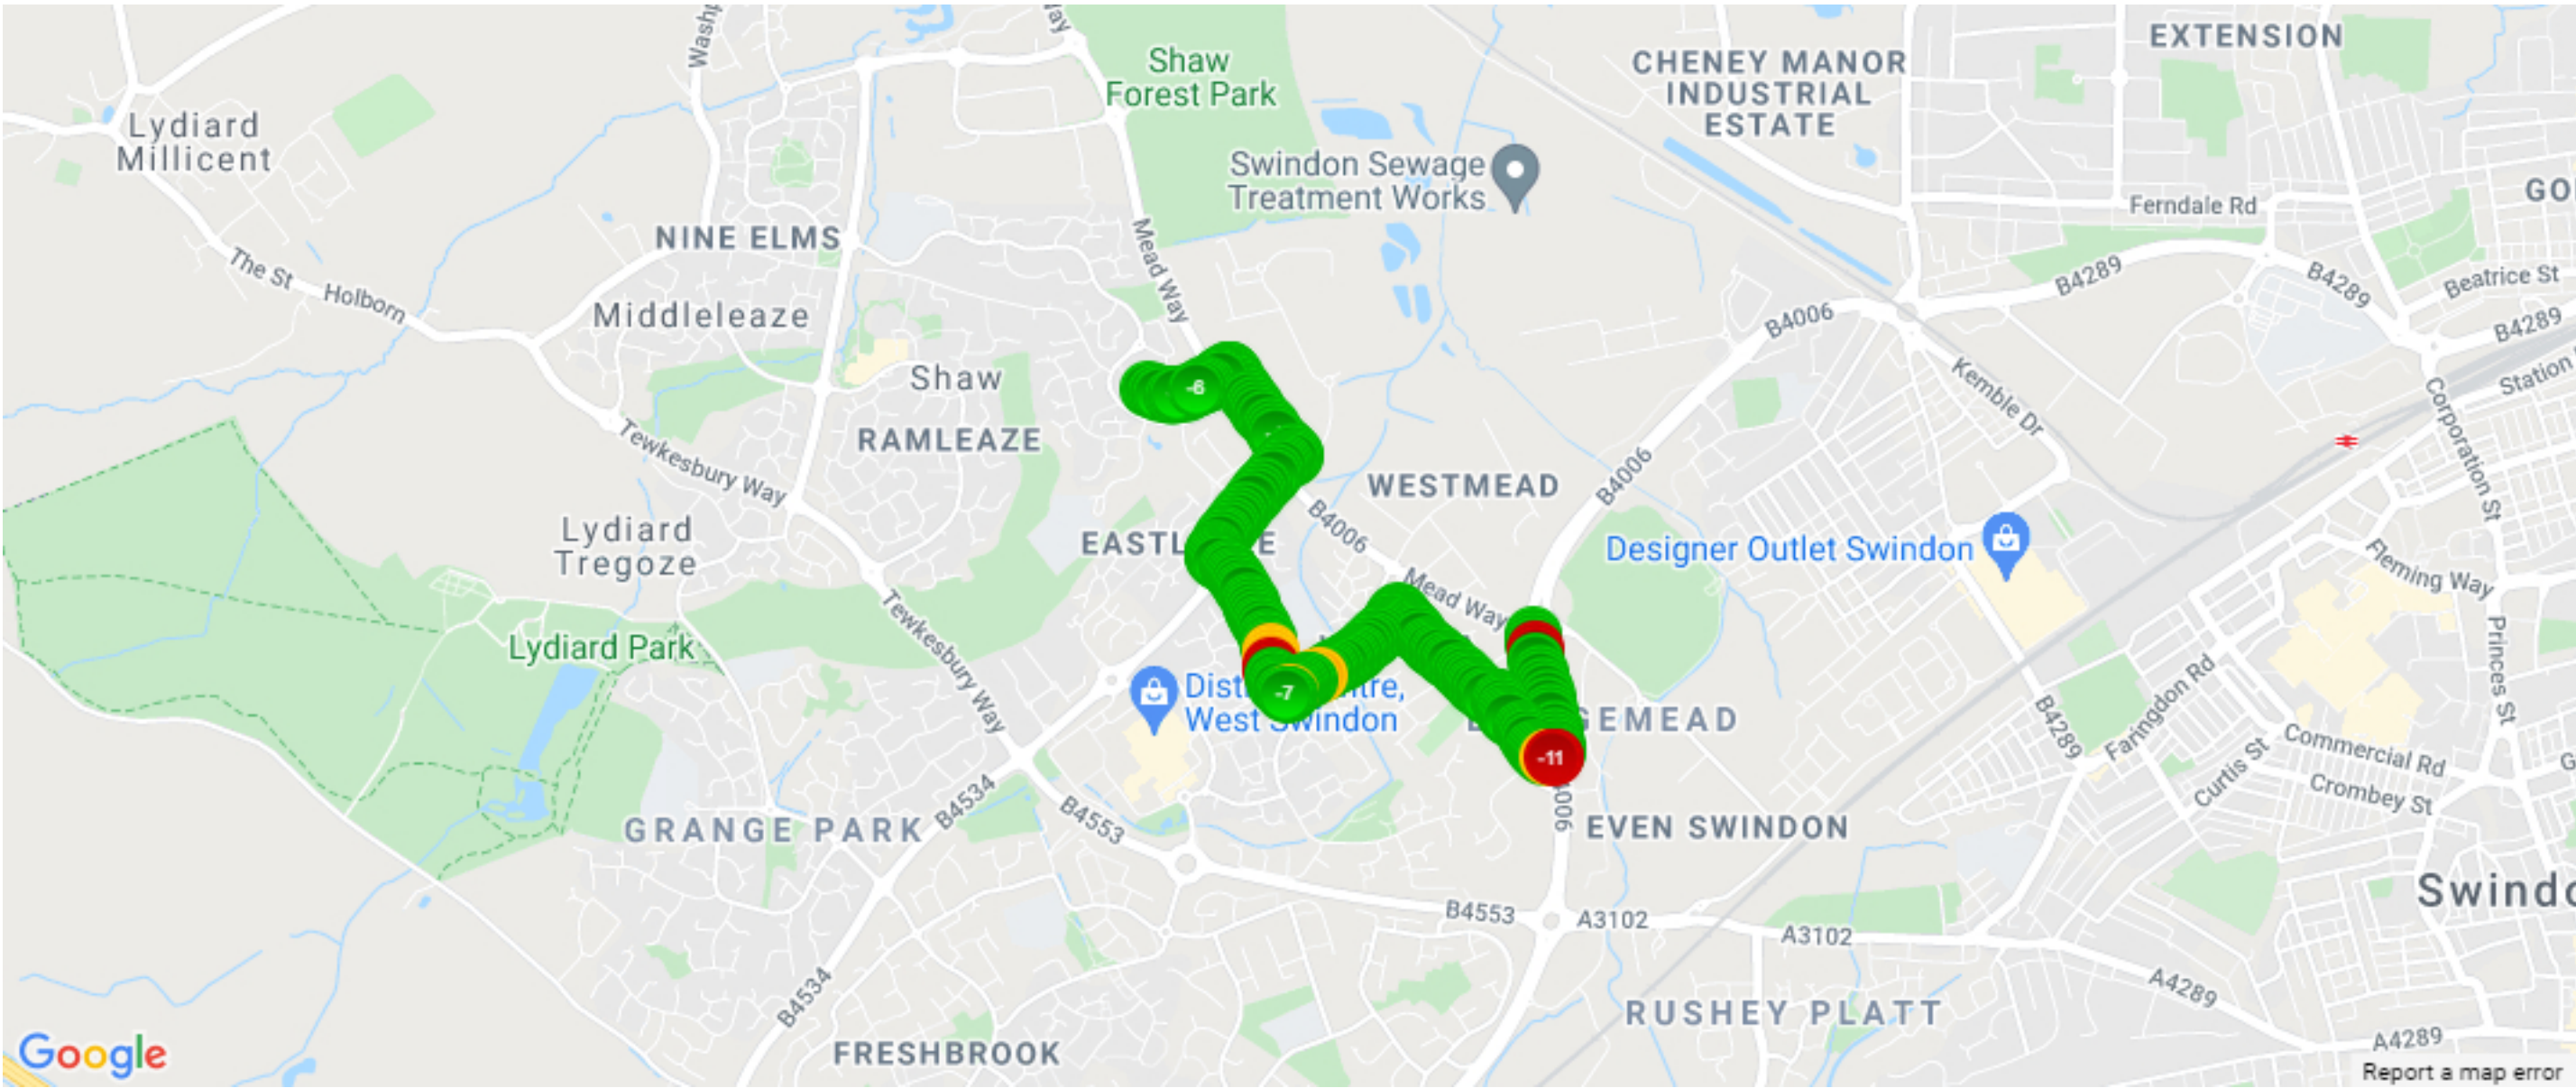 EXTENSION
Shaw
Forest Park
CHENEY MANOR
INDUSTRIAL
ESTATE
Lydiard
Millicent
Swindon Sewage
Treatment Works
Ferndale Rd
NINE ELMS
Mead Way
The St
Holborn
Middleleaze
B4289
B4289
Beatrice St
B4289
B4006
Station
Shaw
-6
Kemble Dr
RAMLEAZE
Corporation St
Tewkesbury Way
WESTMEAD
B4006
Lydiard
Tregoze
B4006
Designer Outlet Swindon
Fleming Way
Mead Way
Tewkesbury Way
Lydiard Park
Princes St
-7
West Swindon
Faringdon Rd
B4289
-11
Commercial Rd
Curtis St
Crombey St
GRANGE PARK
B4534
B4553
EVEN SWINDON
B4553
A3102
A3102
A4289
B4534
RUSHEY PLATT
FRESHBROOK
A4289
Google
Report a map error